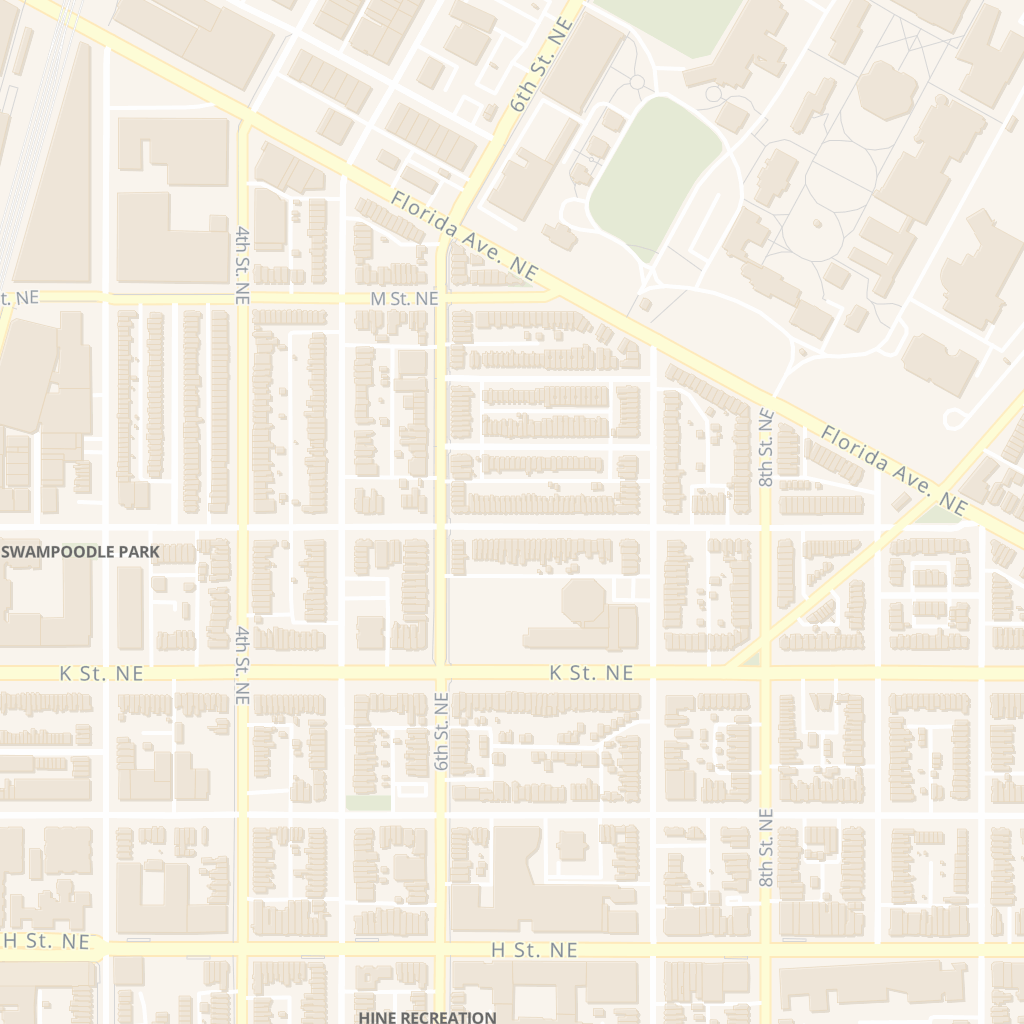 6th St. NE
Florida Ave. NE
4th St. NE
t. NE
M St. NE
8th St. NE
Florida Ave. NE
SWAMPOODLE PARK
4th St. NE
K St. NE
K St. NE
6th St. NE
8th St. NE
H St. NE
H St. NE
HINE RECREATION